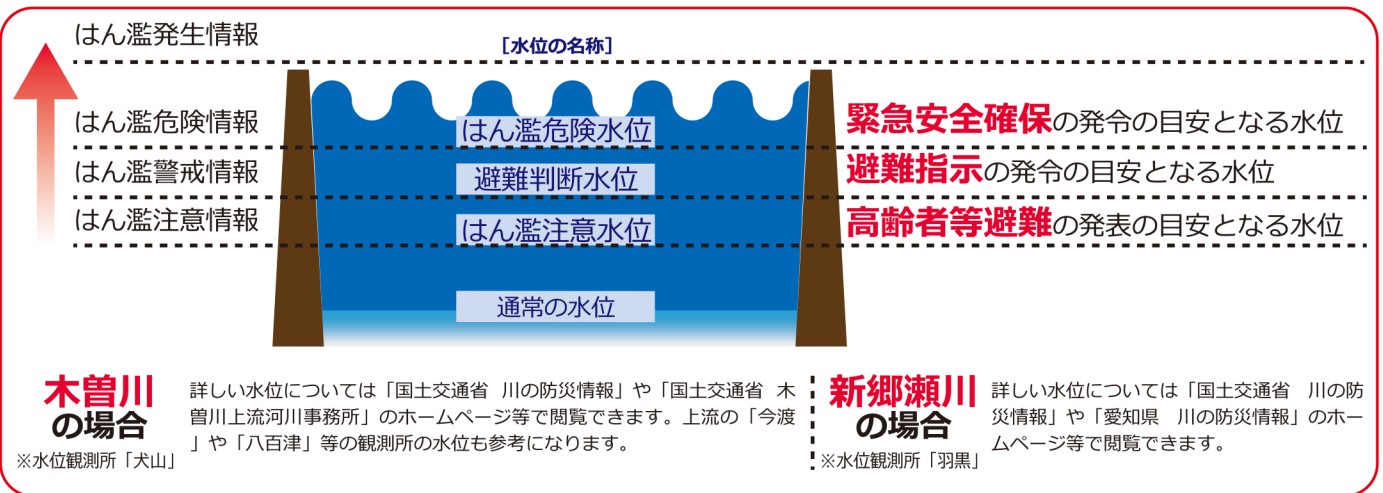 はん濫発生情報
[水位の名称]
はん濫危険情報
はん濫危険水位
緊急安全確保の発令の目安となる水位
はん濫警戒情報
避難判断水位
避難指示の発令の目安となる水位
はん濫注意情報
はん濫注意水位
高齢者等避難の発表の目安となる水位
通常の水位
木曽川
の場合
※水位観測所「犬山」
詳しい水位については「国土交通省　川の防災情報」や「国土交通省　木
曽川上流河川事務所」のホームページ等で閲覧できます。上流の「今渡
」や「八百津」等の観測所の水位も参考になります。
新郷瀬川
の場合
※水位観測所「羽黒」
詳しい水位については「国土交通省　川の防
災情報」や「愛知県　川の防災情報」のホー
ムページ等で閲覧できます。